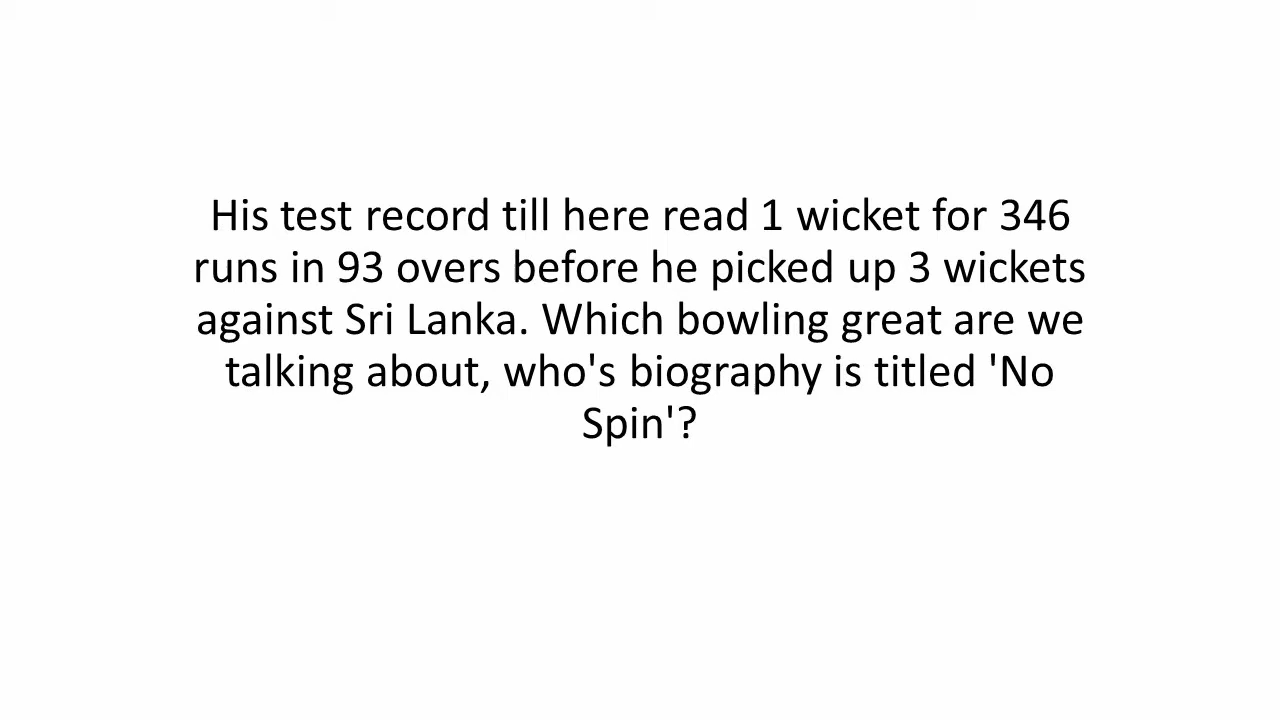 His test record till here read 1 wicket for 346
runs in 93 overs before he picked up 3 wickets
against Sri Lanka. Which bowling great are we
talking about, who's biography is titled 'No
Spin'?